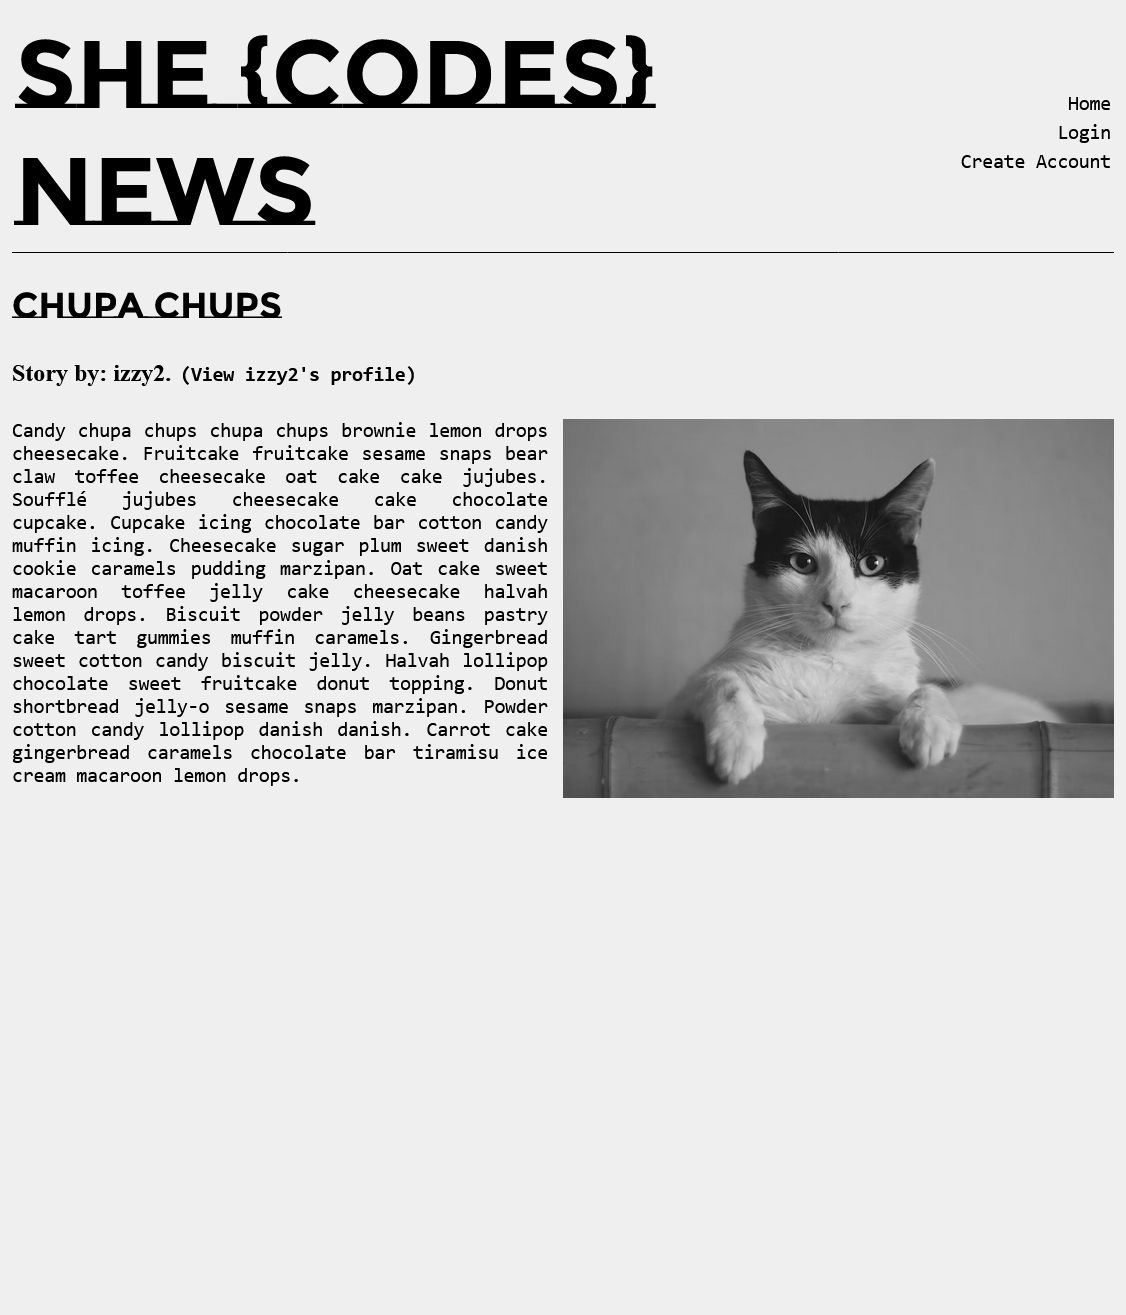 SHE {CODES}
NEWS
Home
Login
Create Account
CHUPA CHUPS
Story by: izzy2. (View izzy2's profile)
Candy chupa chups chupa chups brownie lemon drops
cheesecake. Fruitcake fruitcake sesame snaps bear
claw toffee cheesecake oat cake cake jujubes.
Soufflé jujubes cheesecake cake chocolate
cupcake. Cupcake icing chocolate bar cotton candy
muffin icing. Cheesecake sugar plum sweet danish
cookie caramels pudding marzipan. Oat cake sweet
macaroon toffee jelly cake cheesecake halvah
lemon drops. Biscuit powder jelly beans pastry
cake tart gummies muffin caramels. Gingerbread
sweet cotton candy biscuit jelly. Halvah lollipop
chocolate sweet fruitcake donut topping. Donut
shortbread jelly-o sesame snaps marzipan. Powder
cotton candy lollipop danish danish. Carrot cake
gingerbread caramels chocolate bar tiramisu ice
cream macaroon lemon drops.